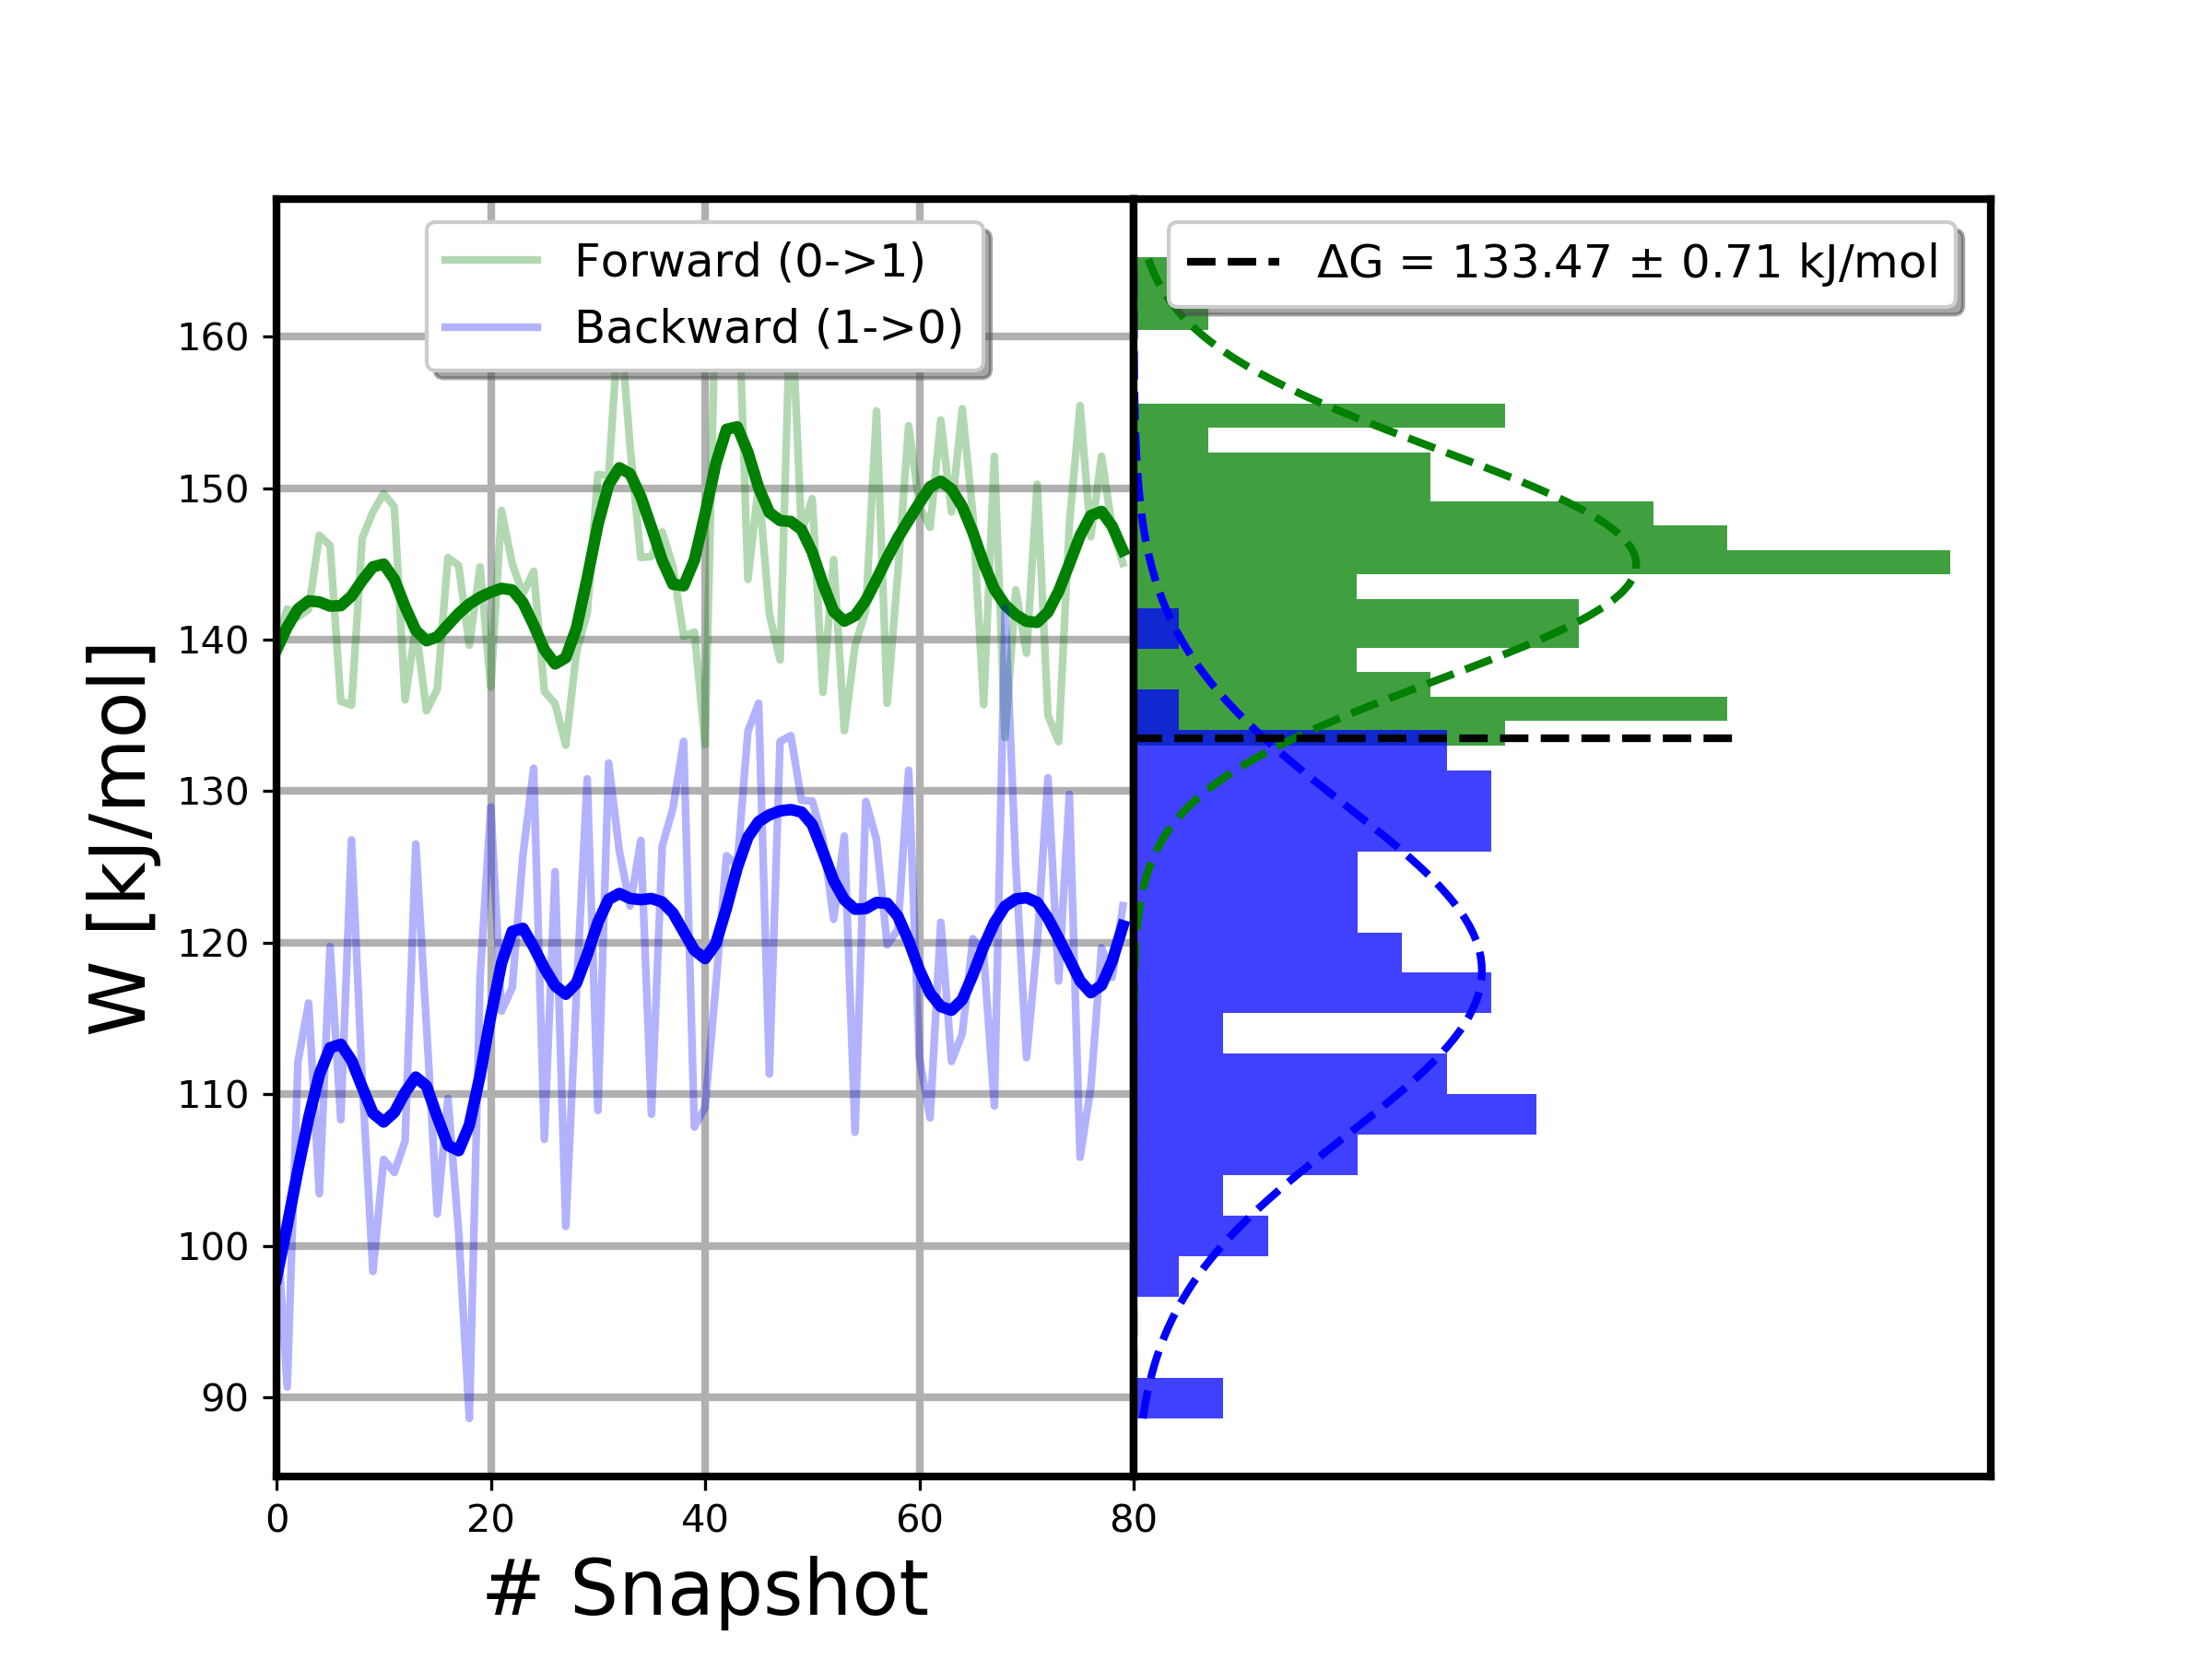 Forward (0->1)
Backward (1->0)
ΔG = 133.47 ± 0.71 kJ/mol
160
150
140
130
120
110
100
90
W [kJ/mol]
0 20 40 60 80
# Snapshot